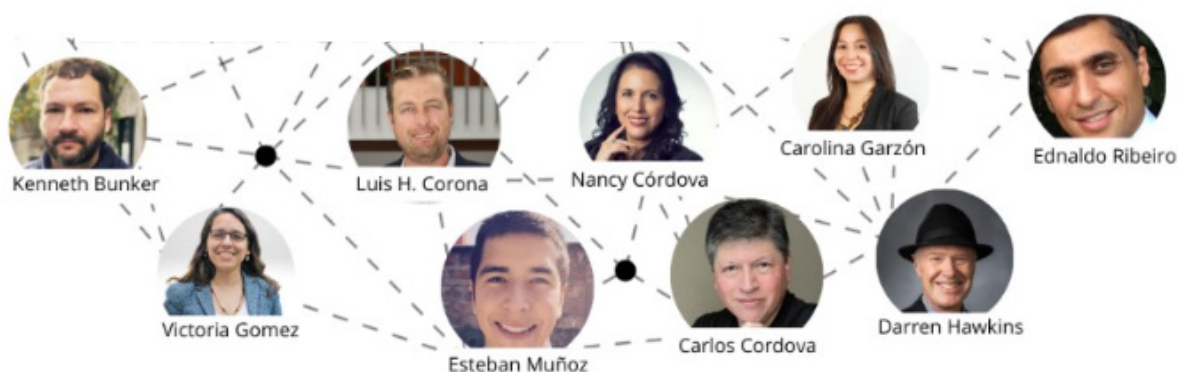 Carolina Garzón
Ednaldo Ribeiro
Kenneth Bunker
Luis H. Corona
Nancy Córdova
Victoria Gomez
Esteban Muñoz
Carlos Cordova
Darren Hawkins